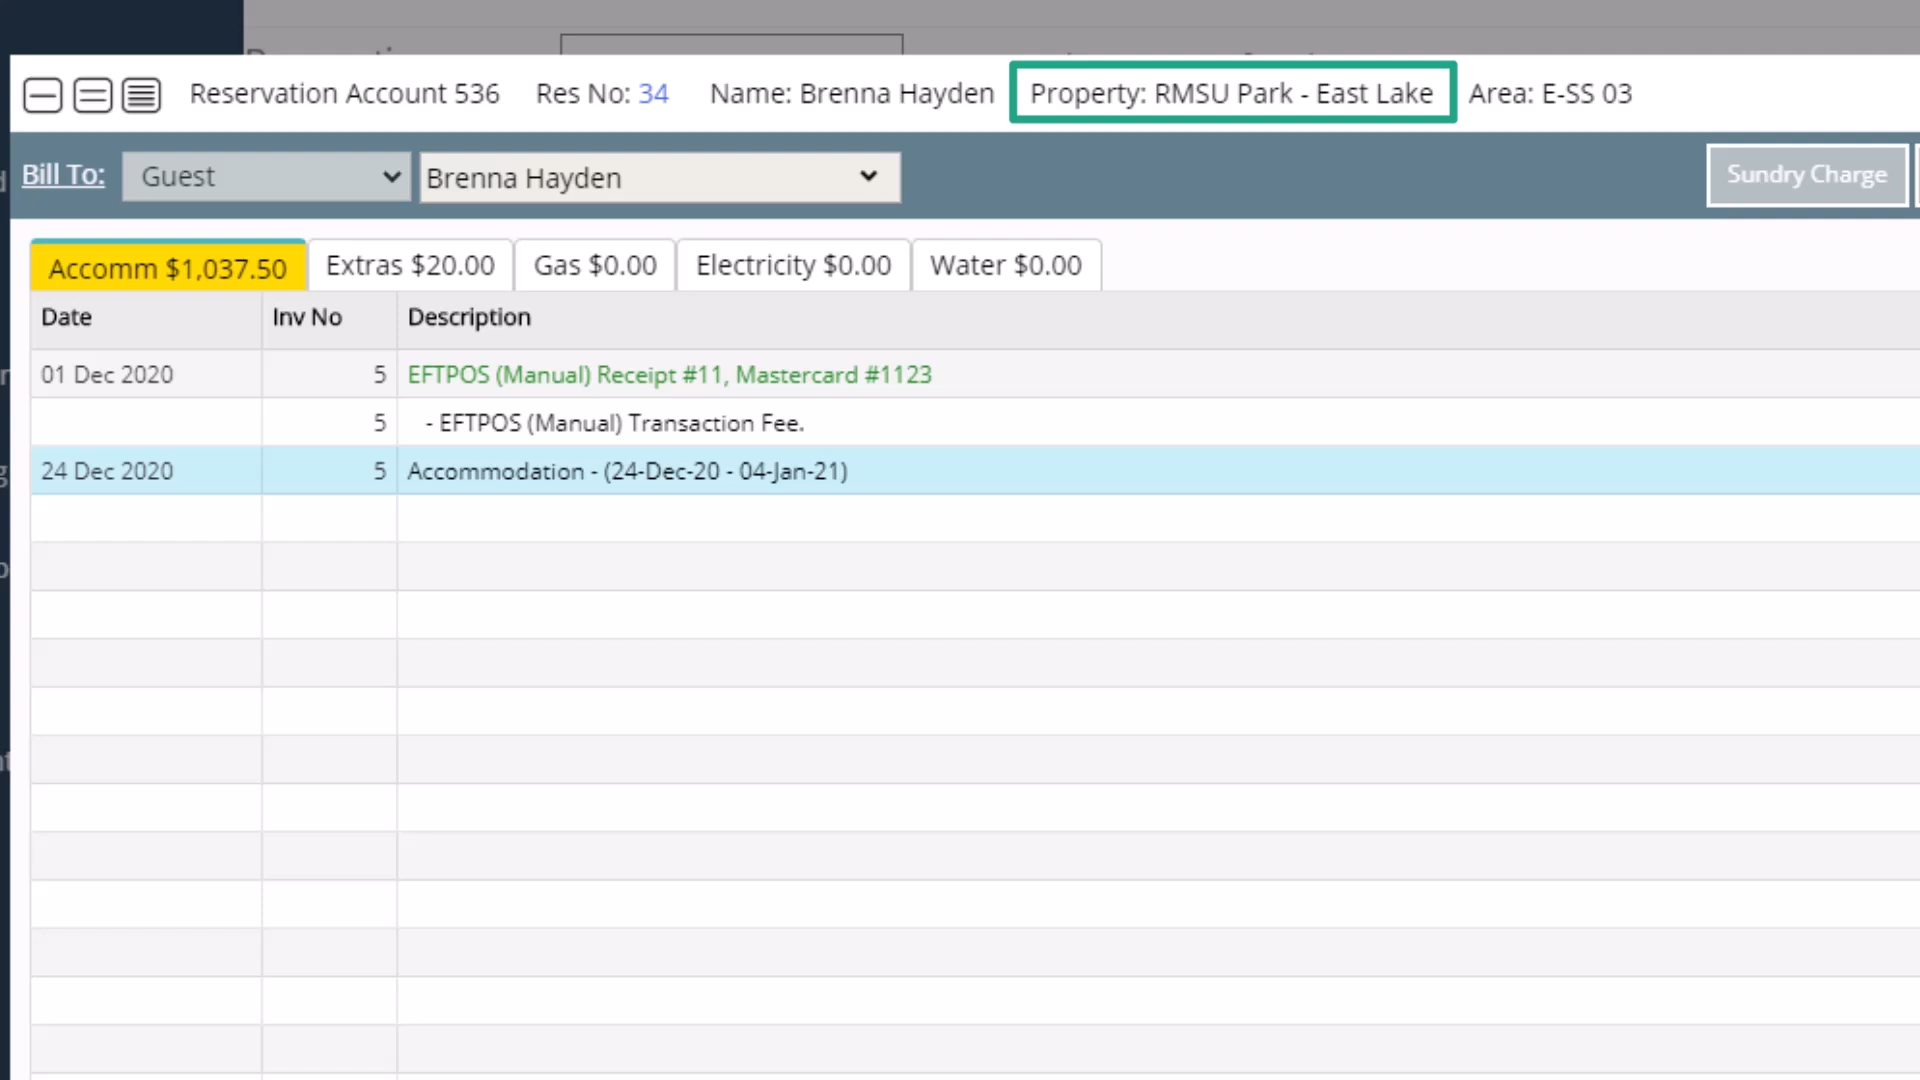 Reservation Account 536 Res No: 34 Name: Brenna Hayden Property: RMSU Park - East Lake Area: E-SS 03
Bill To: Guest Brenna Hayden Sundry Charge
Accomm $1,037.50 Extras $20.00 Gas $0.00 Electricity $0.00 Water $0.00
Date Inv No Description
01 Dec 2020 5 EFTPOS (Manual) Receipt #11, Mastercard #1123
5 - EFTPOS (Manual) Transaction Fee.
24 Dec 2020 5 Accommodation - (24-Dec-20 - 04-Jan-21)